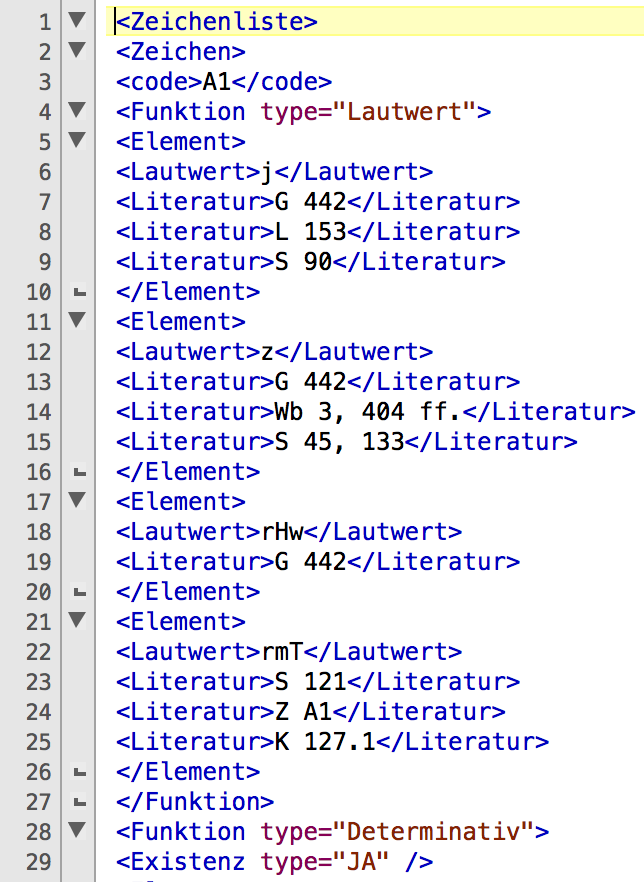 1 <Zeichenliste>
2 <Zeichen>
3 <code>A1</code>
4 <Funktion type="Lautwert">
5 <Element>
6 <Lautwert>j</Lautwert>
7 <Literatur>G 442</Literatur>
8 <Literatur>L 153</Literatur>
9 <Literatur>S 90</Literatur>
10 </Element>
11 <Element>
12 <Lautwert>z</Lautwert>
13 <Literatur>G 442</Literatur>
14 <Literatur>Wb 3, 404 ff.</Literatur>
15 <Literatur>S 45, 133</Literatur>
16 </Element>
17 <Element>
18 <Lautwert>rHw</Lautwert>
19 <Literatur>G 442</Literatur>
20 </Element>
21 <Element>
22 <Lautwert>rmT</Lautwert>
23 <Literatur>S 121</Literatur>
24 <Literatur>Z A1</Literatur>
25 <Literatur>K 127.1</Literatur>
26 </Element>
27 </Funktion>
28 <Funktion type="Determinativ">
29 <Existenz type="JA" />